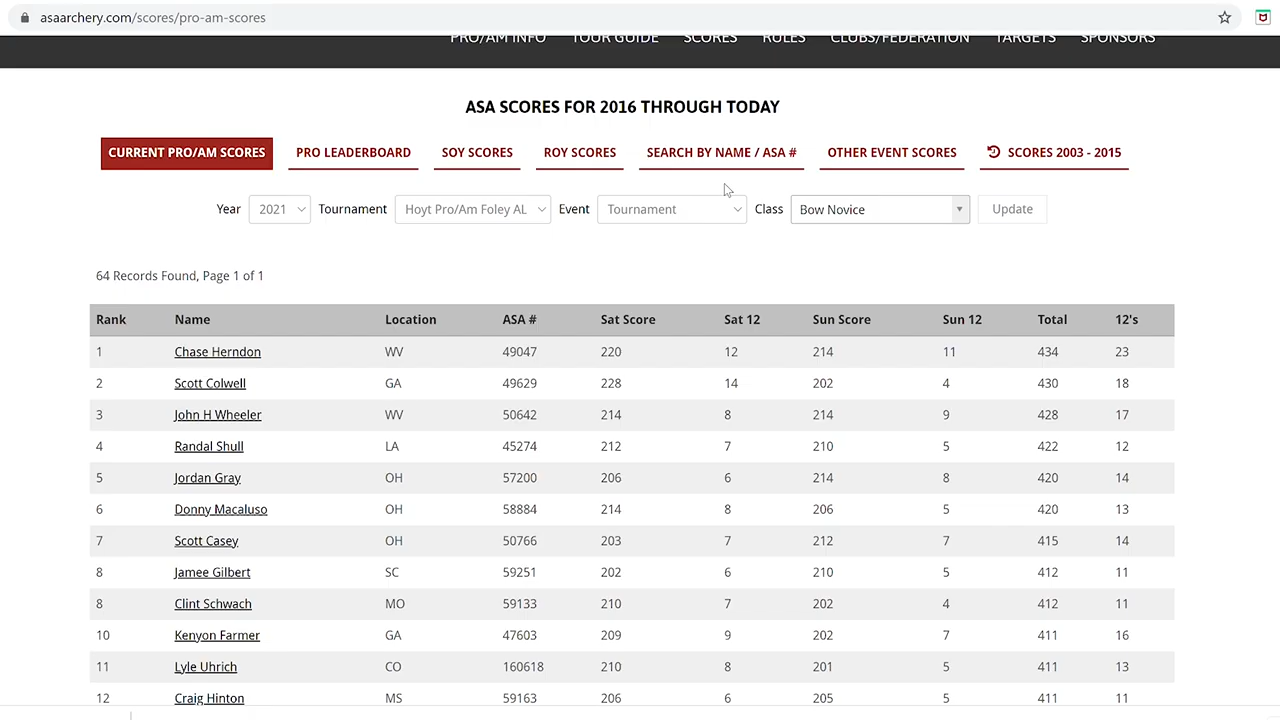 asaarchery.com/scores/pro-am-scores
PRO/AM INFO TOUR GUIDE SCORES RULES CLUBS/FEDERATION TARGETS SPONSORS
ASA SCORES FOR 2016 THROUGH TODAY
CURRENT PRO/AM SCORES PRO LEADERBOARD SOY SCORES ROY SCORES SEARCH BY NAME / ASA # OTHER EVENT SCORES SCORES 2003 - 2015
Year 2021 Tournament Hoyt Pro/Am Foley AL Event Tournament Class Bow Novice Update
64 Records Found, Page 1 of 1
Rank Name Location ASA # Sat Score Sat 12 Sun Score Sun 12 Total 12's
1 Chase Herndon WV 49047 220 12 214 11 434 23
2 Scott Colwell GA 49629 228 14 202 4 430 18
3 John H Wheeler WV 50642 214 8 214 9 428 17
4 Randal Shull LA 45274 212 7 210 5 422 12
5 Jordan Gray OH 57200 206 6 214 8 420 14
6 Donny Macaluso OH 58884 214 8 206 5 420 13
7 Scott Casey OH 50766 203 7 212 7 415 14
8 Jamee Gilbert SC 59251 202 6 210 5 412 11
8 Clint Schwach MO 59133 210 7 202 4 412 11
10 Kenyon Farmer GA 47603 209 9 202 7 411 16
11 Lyle Uhrich CO 160618 210 8 201 5 411 13
12 Craig Hinton MS 59163 206 6 205 5 411 11